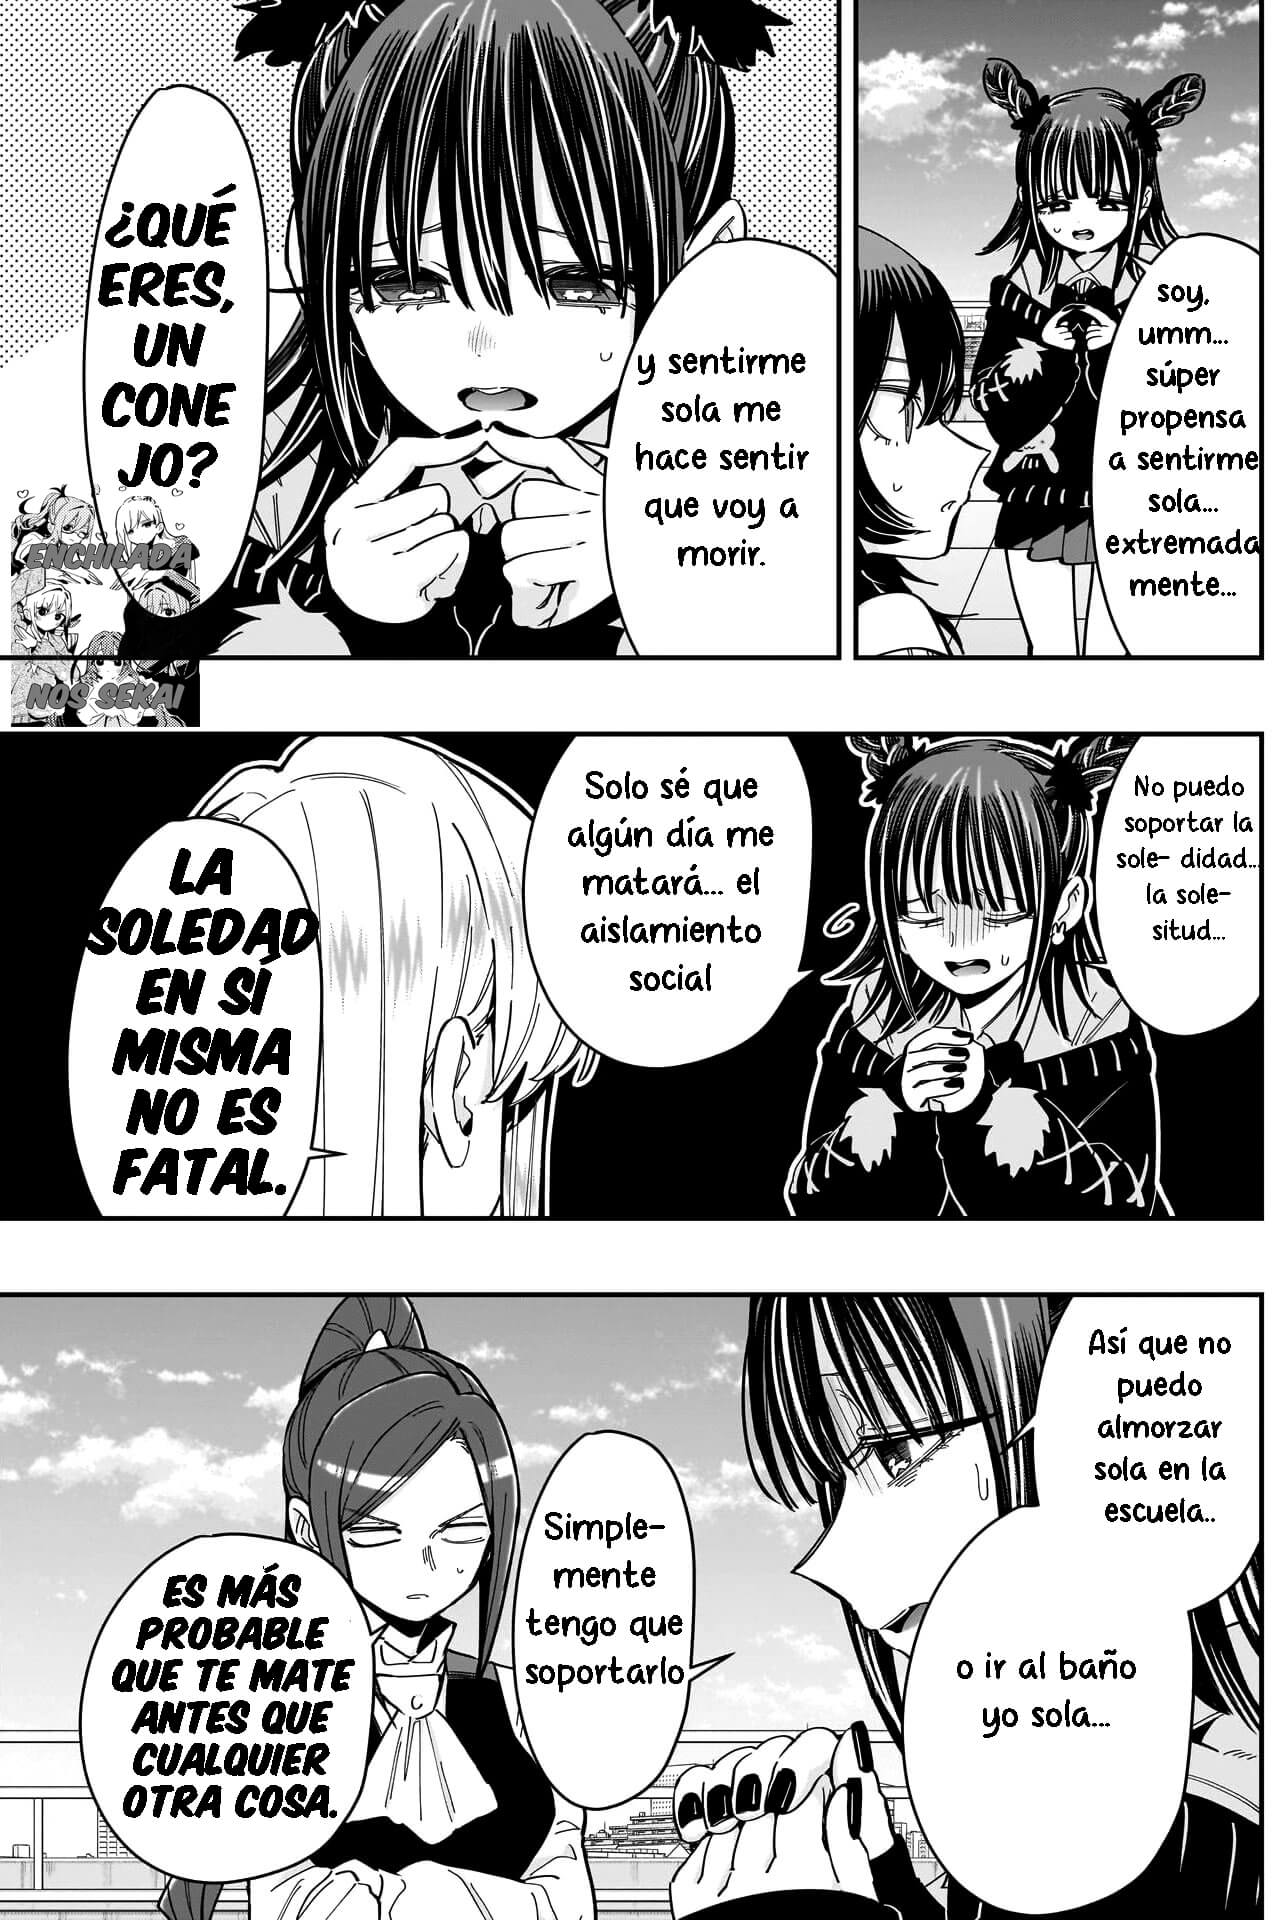 soy,
umm...
súper
propensa
a sentirme
sola...
extremada
mente...
y sentirme
sola me
hace sentir
que voy a
morir.
¿QUÉ
ERES,
UN
CONE
JO?
ENCHILADA
NOS SEKAI
No puedo
soportar la
sole- didad...
la sole-
situd...
Solo sé que
algún día me
matará... el
aislamiento
social
LA
SOLEDAD
EN SÍ
MISMA
NO ES
FATAL.
Así que no
puedo
almorzar
sola en la
escuela..
o ir al baño
yo sola...
Simple-
mente
tengo que
soportarlo
ES MÁS
PROBABLE
QUE TE MATE
ANTES QUE
CUALQUIER
OTRA COSA.